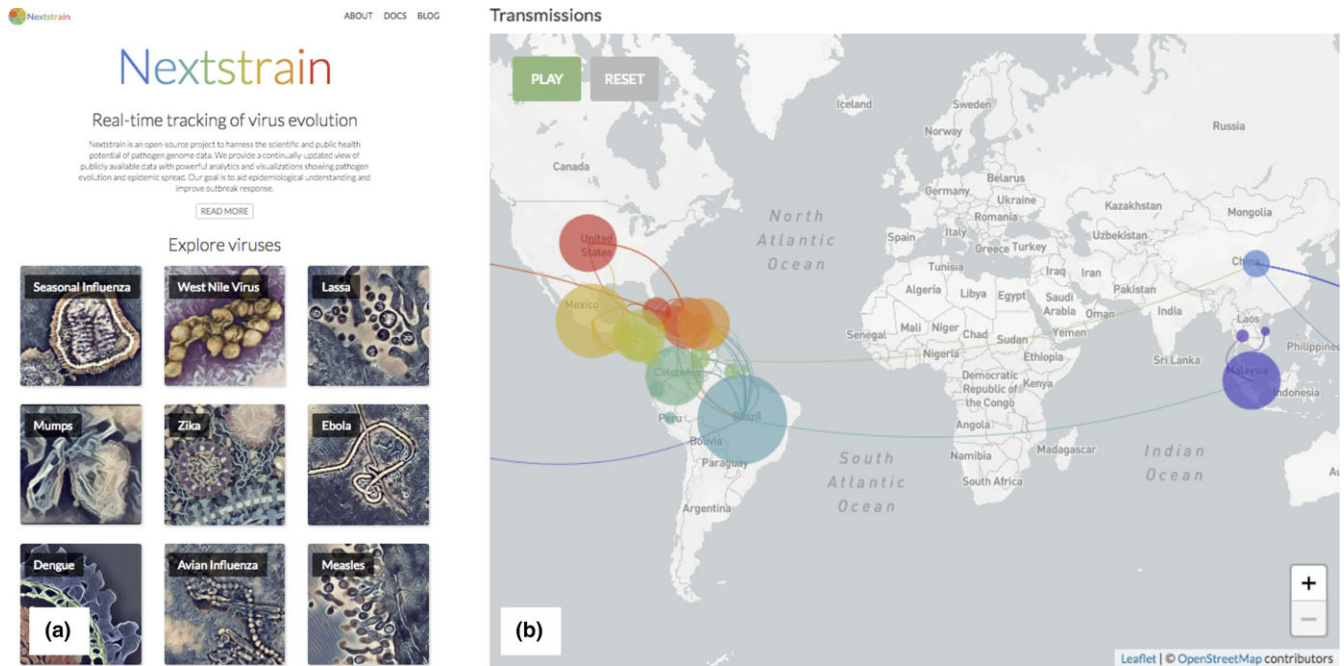 Nextstrain
ABOUT DOCS BLOG
Nextstrain
Real-time tracking of virus evolution
Nextstrain is an open-source project to harness the scientific and public health
potential of pathogen genome data. We provide a continually-updated view of
publicly available data with powerful analytics and visualizations showing pathogen
evolution and epidemic spread. Our goal is to aid epidemiological understanding and
improve outbreak response.
READ MORE
Explore viruses
Seasonal Influenza
West Nile Virus
Lassa
Mumps
Zika
Ebola
Dengue
Avian Influenza
Measles
(a)
Transmissions
PLAY
RESET
Iceland
Sweden
Norway
Russia
Canada
Belarus
Germany
Ukraine
Kazakhstan
Romania
Mongolia
North
Atlantic
Ocean
Spain
Italy
Greece
Turkey
Uzbekistan
United
States
China
Tunisia
Iraq
Iran
Algeria
Libya
Egypt
Saudi
Arabia
Pakistan
Mexico
Oman
India
Laos
Senegal
Mali
Niger
Chad
Sudan
Yemen
Philippines
Nigeria
Ethiopia
Sri Lanka
Colombia
Democratic
Republic of
the Congo
Kenya
Malaysia
Indonesia
Peru
Brazil
Angola
Bolivia
Madagascar
Namibia
Paraguay
South
Atlantic
Ocean
Indian
Ocean
South Africa
Au
Argentina
+
−
(b)
Leaflet | © OpenStreetMap contributors